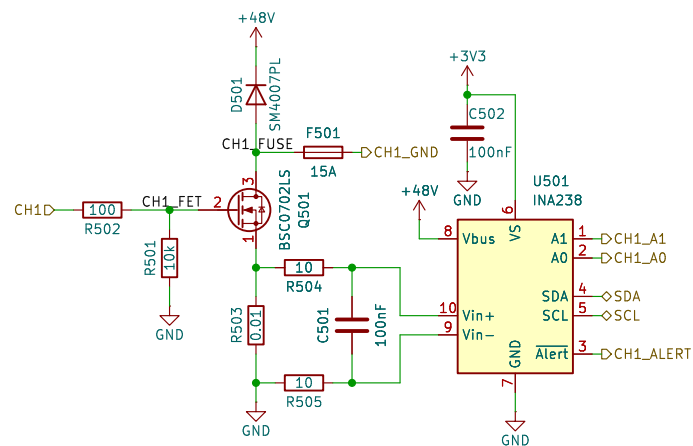 +48V
D501
SM4007PL
+3V3
C502
100nF
GND
CH1_FUSE
F501
15A
CH1_GND
+48V
U501
INA238
CH1
100
R502
CH1_FET
2
3
1
BSC0702LS
Q501
R501
10k
GND
6
VS
8
Vbus
A1
1
CH1_A1
A0
2
CH1_A0
SDA
4
SDA
SCL
5
SCL
Alert
3
CH1_ALERT
10
Vin+
9
Vin-
GND
7
GND
10
R504
R503
0.01
C501
100nF
10
R505
GND